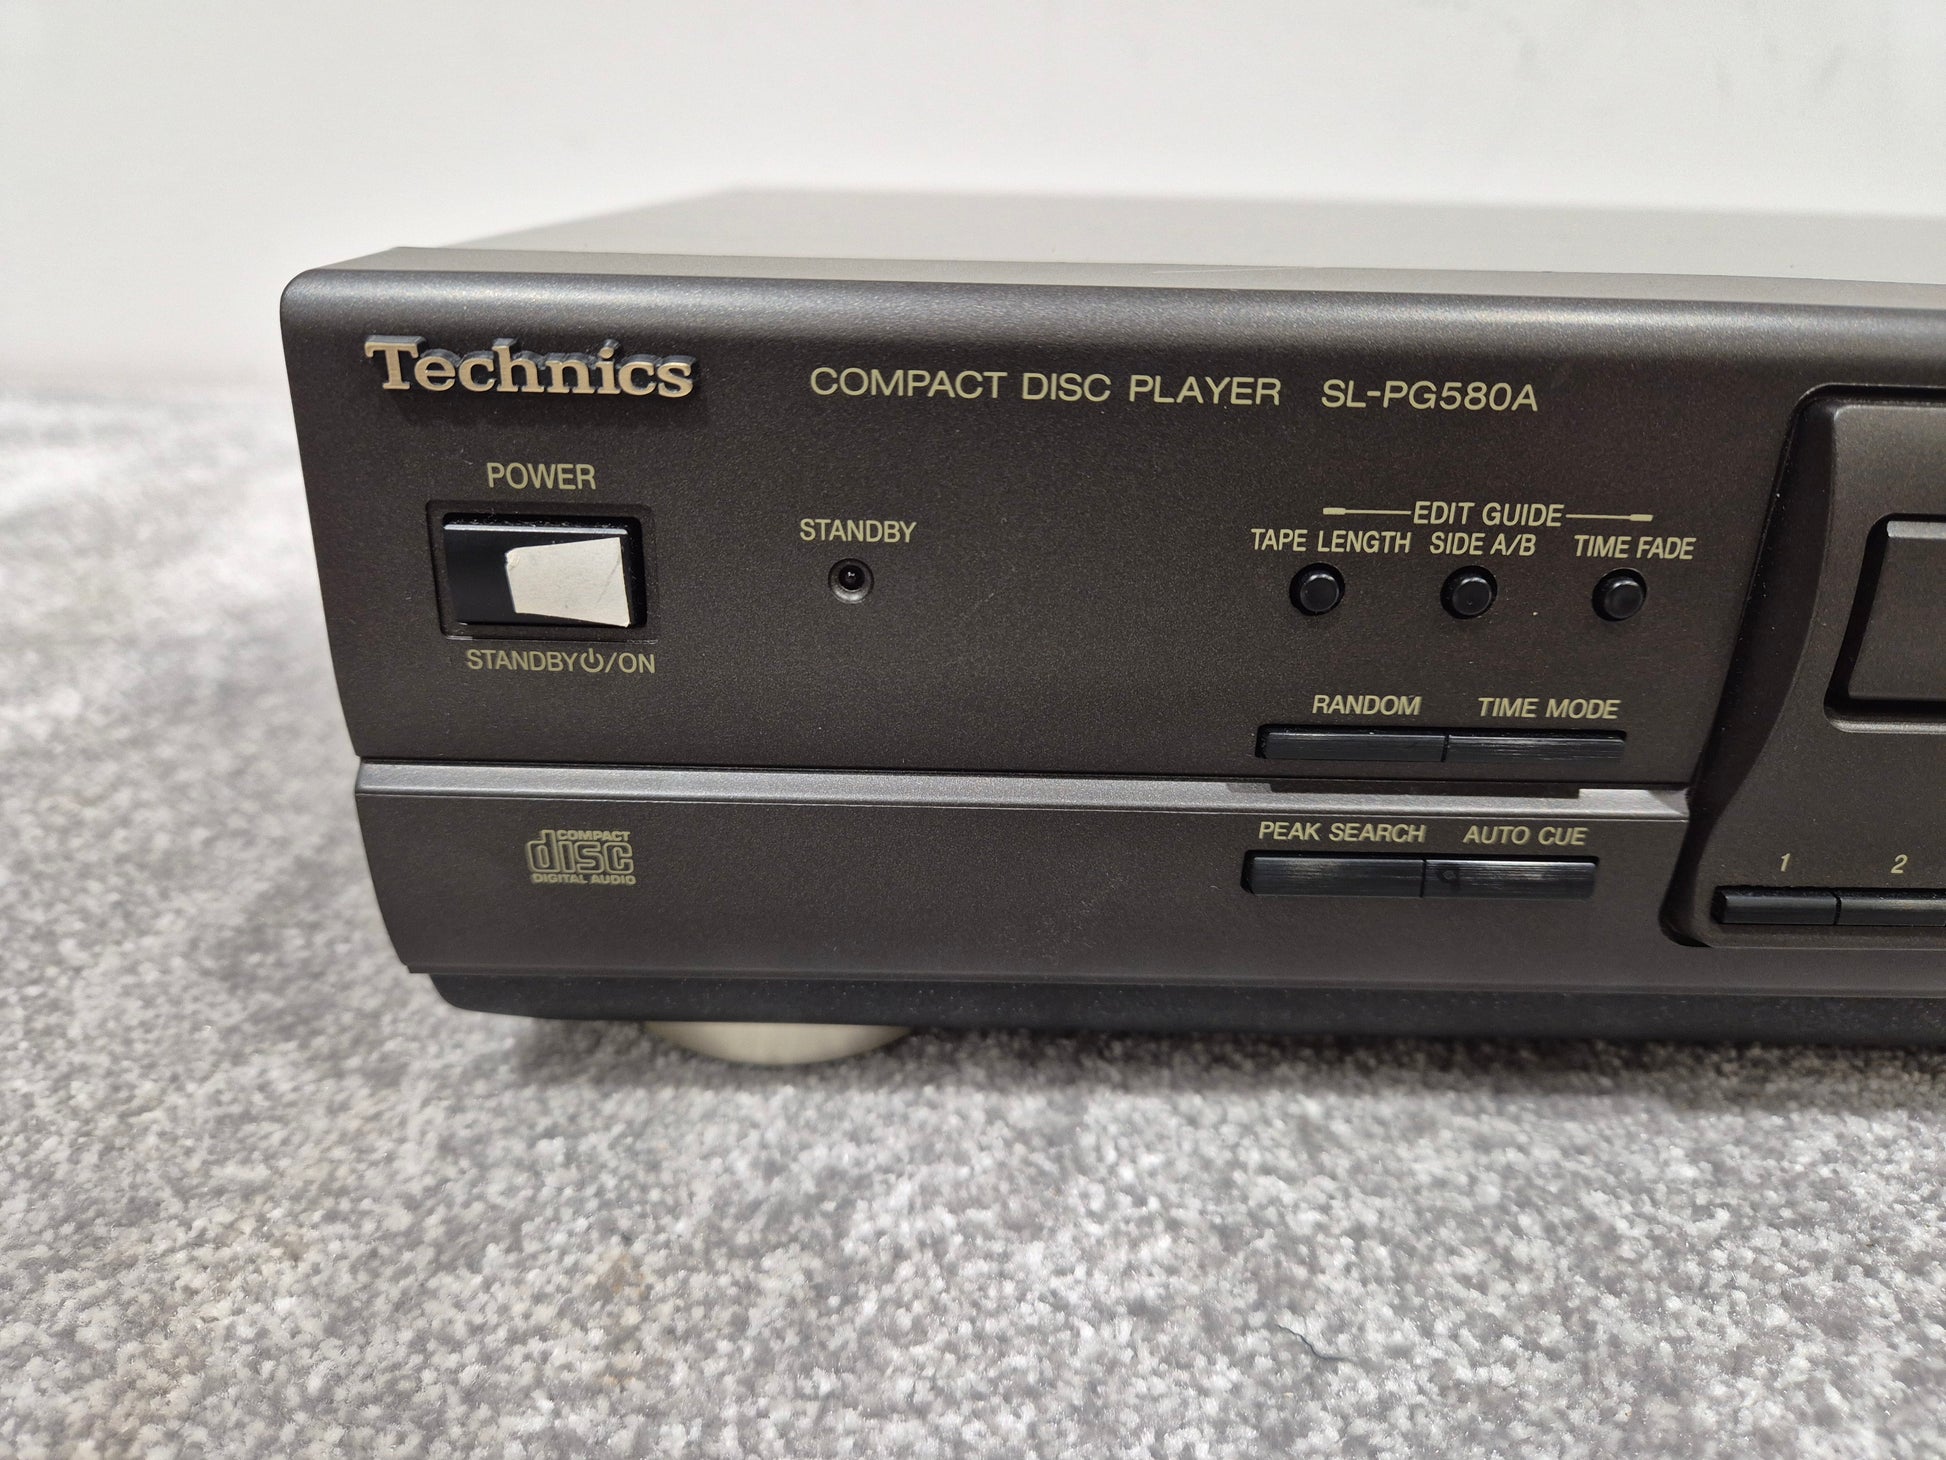 Technics
COMPACT DISC PLAYER SL-PG580A
POWER
STANDBY
EDIT GUIDE
TAPE LENGTH SIDE A/B TIME FADE
STANDBY⏻/ON
RANDOM TIME MODE
COMPACT
disc
DIGITAL AUDIO
PEAK SEARCH AUTO CUE
1 2